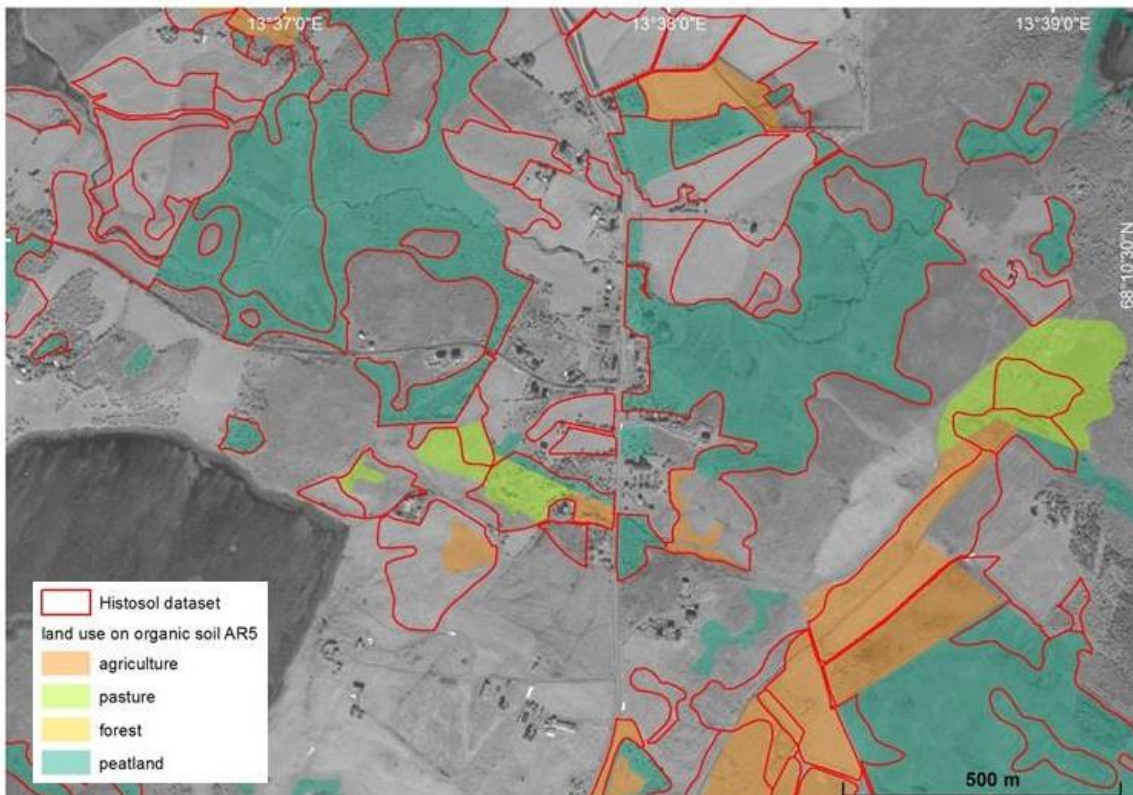 13°37'0"E
13°38'0"E
13°39'0"E
68°10'30"N
Histosol dataset
land use on organic soil AR5
agriculture
pasture
forest
peatland
500 m